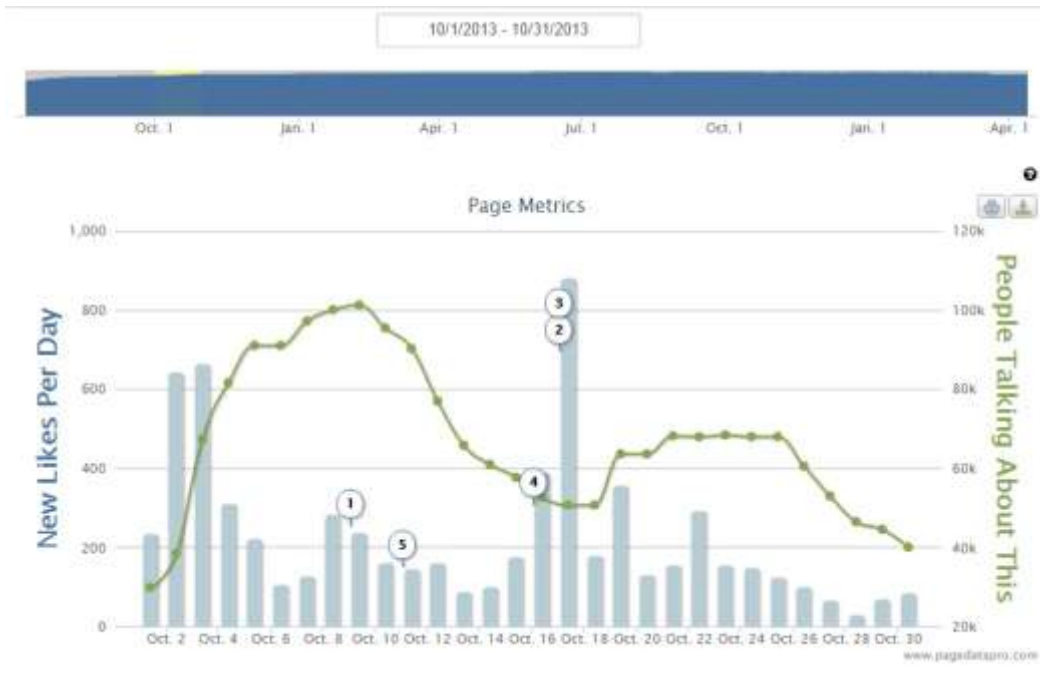 10/1/2013 - 10/31/2013
Oct. 1 Jan. 1 Apr. 1 Jul. 1 Oct. 1 Jan. 1 Apr. 1
?
Page Metrics
1,000 120k
800 100k
600 80k
400 60k
200 40k
0 20k
New Likes Per Day
People Talking About This
3
2
4
1
5
Oct. 2 Oct. 4 Oct. 6 Oct. 8 Oct. 10 Oct. 12 Oct. 14 Oct. 16 Oct. 18 Oct. 20 Oct. 22 Oct. 24 Oct. 26 Oct. 28 Oct. 30
www.pagedatapro.com